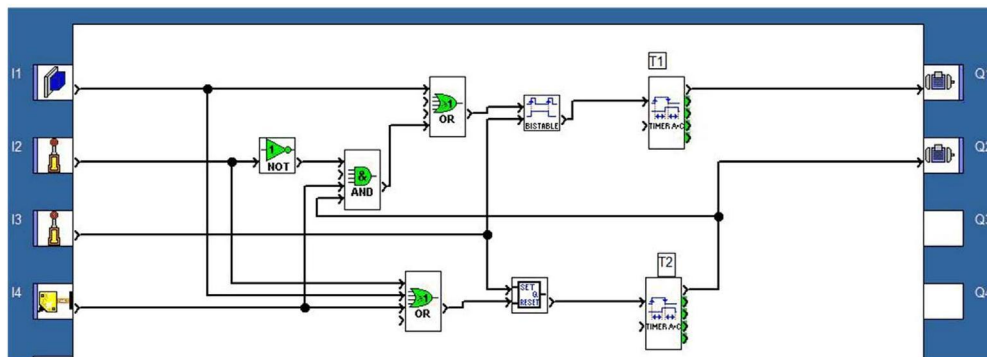 I1
T1
Q1
≥1
OR
BISTABLE
TIMER A•C
I2
1
NOT
&
AND
Q2
I3
Q3
T2
I4
≥1
OR
SET
Q
RESET
TIMER A•C
Q4